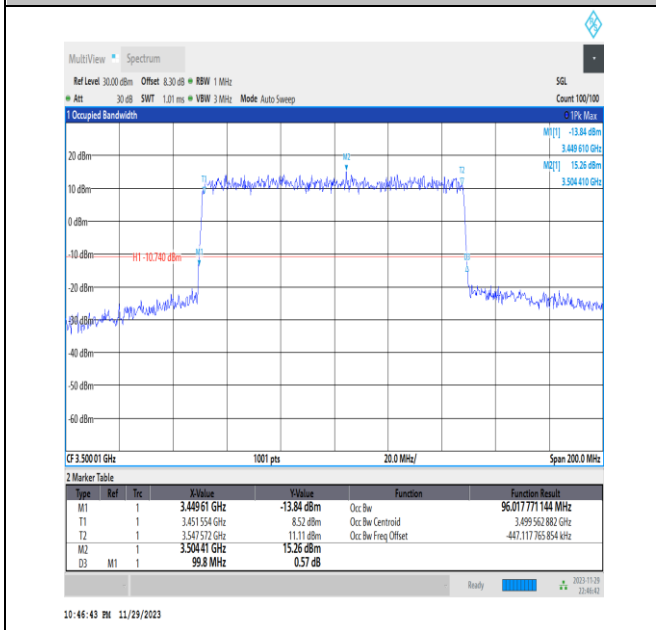 MultiView Spectrum
Ref Level 30.00 dBm Offset 8.30 dB RBW 1 MHz SGL
Att 30 dB SWT 1.01 ms VBW 3 MHz Mode Auto Sweep Count 100/100
1 Occupied Bandwidth 1Pk Max
M1[1] -13.84 dBm
3.449 610 GHz
M2[1] 15.26 dBm
3.504 410 GHz
20 dBm
M2
T1
T2
10 dBm
0 dBm
-10 dBm
H1 -10.740 dBm
M1
D3
-20 dBm
-30 dBm
-40 dBm
-50 dBm
-60 dBm
CF 3.500 01 GHz 1001 pts 20.0 MHz/ Span 200.0 MHz
2 Marker Table
Type Ref Trc X-Value Y-Value Function Function Result
M1 1 3.449 61 GHz -13.84 dBm Occ Bw 96.017 771 144 MHz
T1 1 3.451 554 GHz 8.52 dBm Occ Bw Centroid 3.499 562 882 GHz
T2 1 3.547 572 GHz 11.11 dBm Occ Bw Freq Offset -447.117 765 854 kHz
M2 1 3.504 41 GHz 15.26 dBm
D3 M1 1 99.8 MHz 0.57 dB
Ready 2023-11-29
22:46:42
10:46:43 PM 11/29/2023